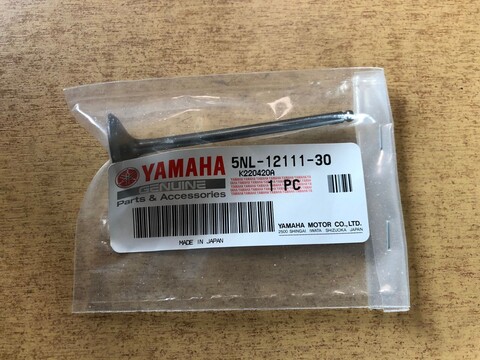 YAMAHA
GENUINE
Parts & Accessories
5NL-12111-30
K220420A
1 PC
MADE IN JAPAN
YAMAHA MOTOR CO., LTD.
2500 SHINGAI IWATA SHIZUOKA JAPAN